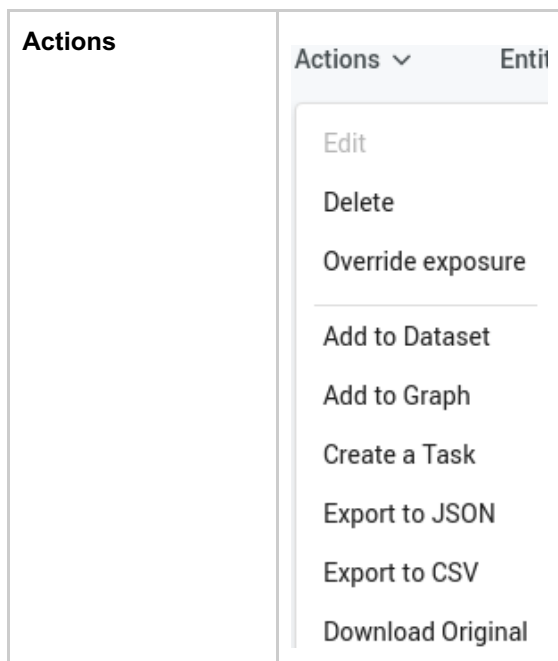 Actions
Actions
Edit
Delete
Override exposure
Add to Dataset
Add to Graph
Create a Task
Export to JSON
Export to CSV
Download Original